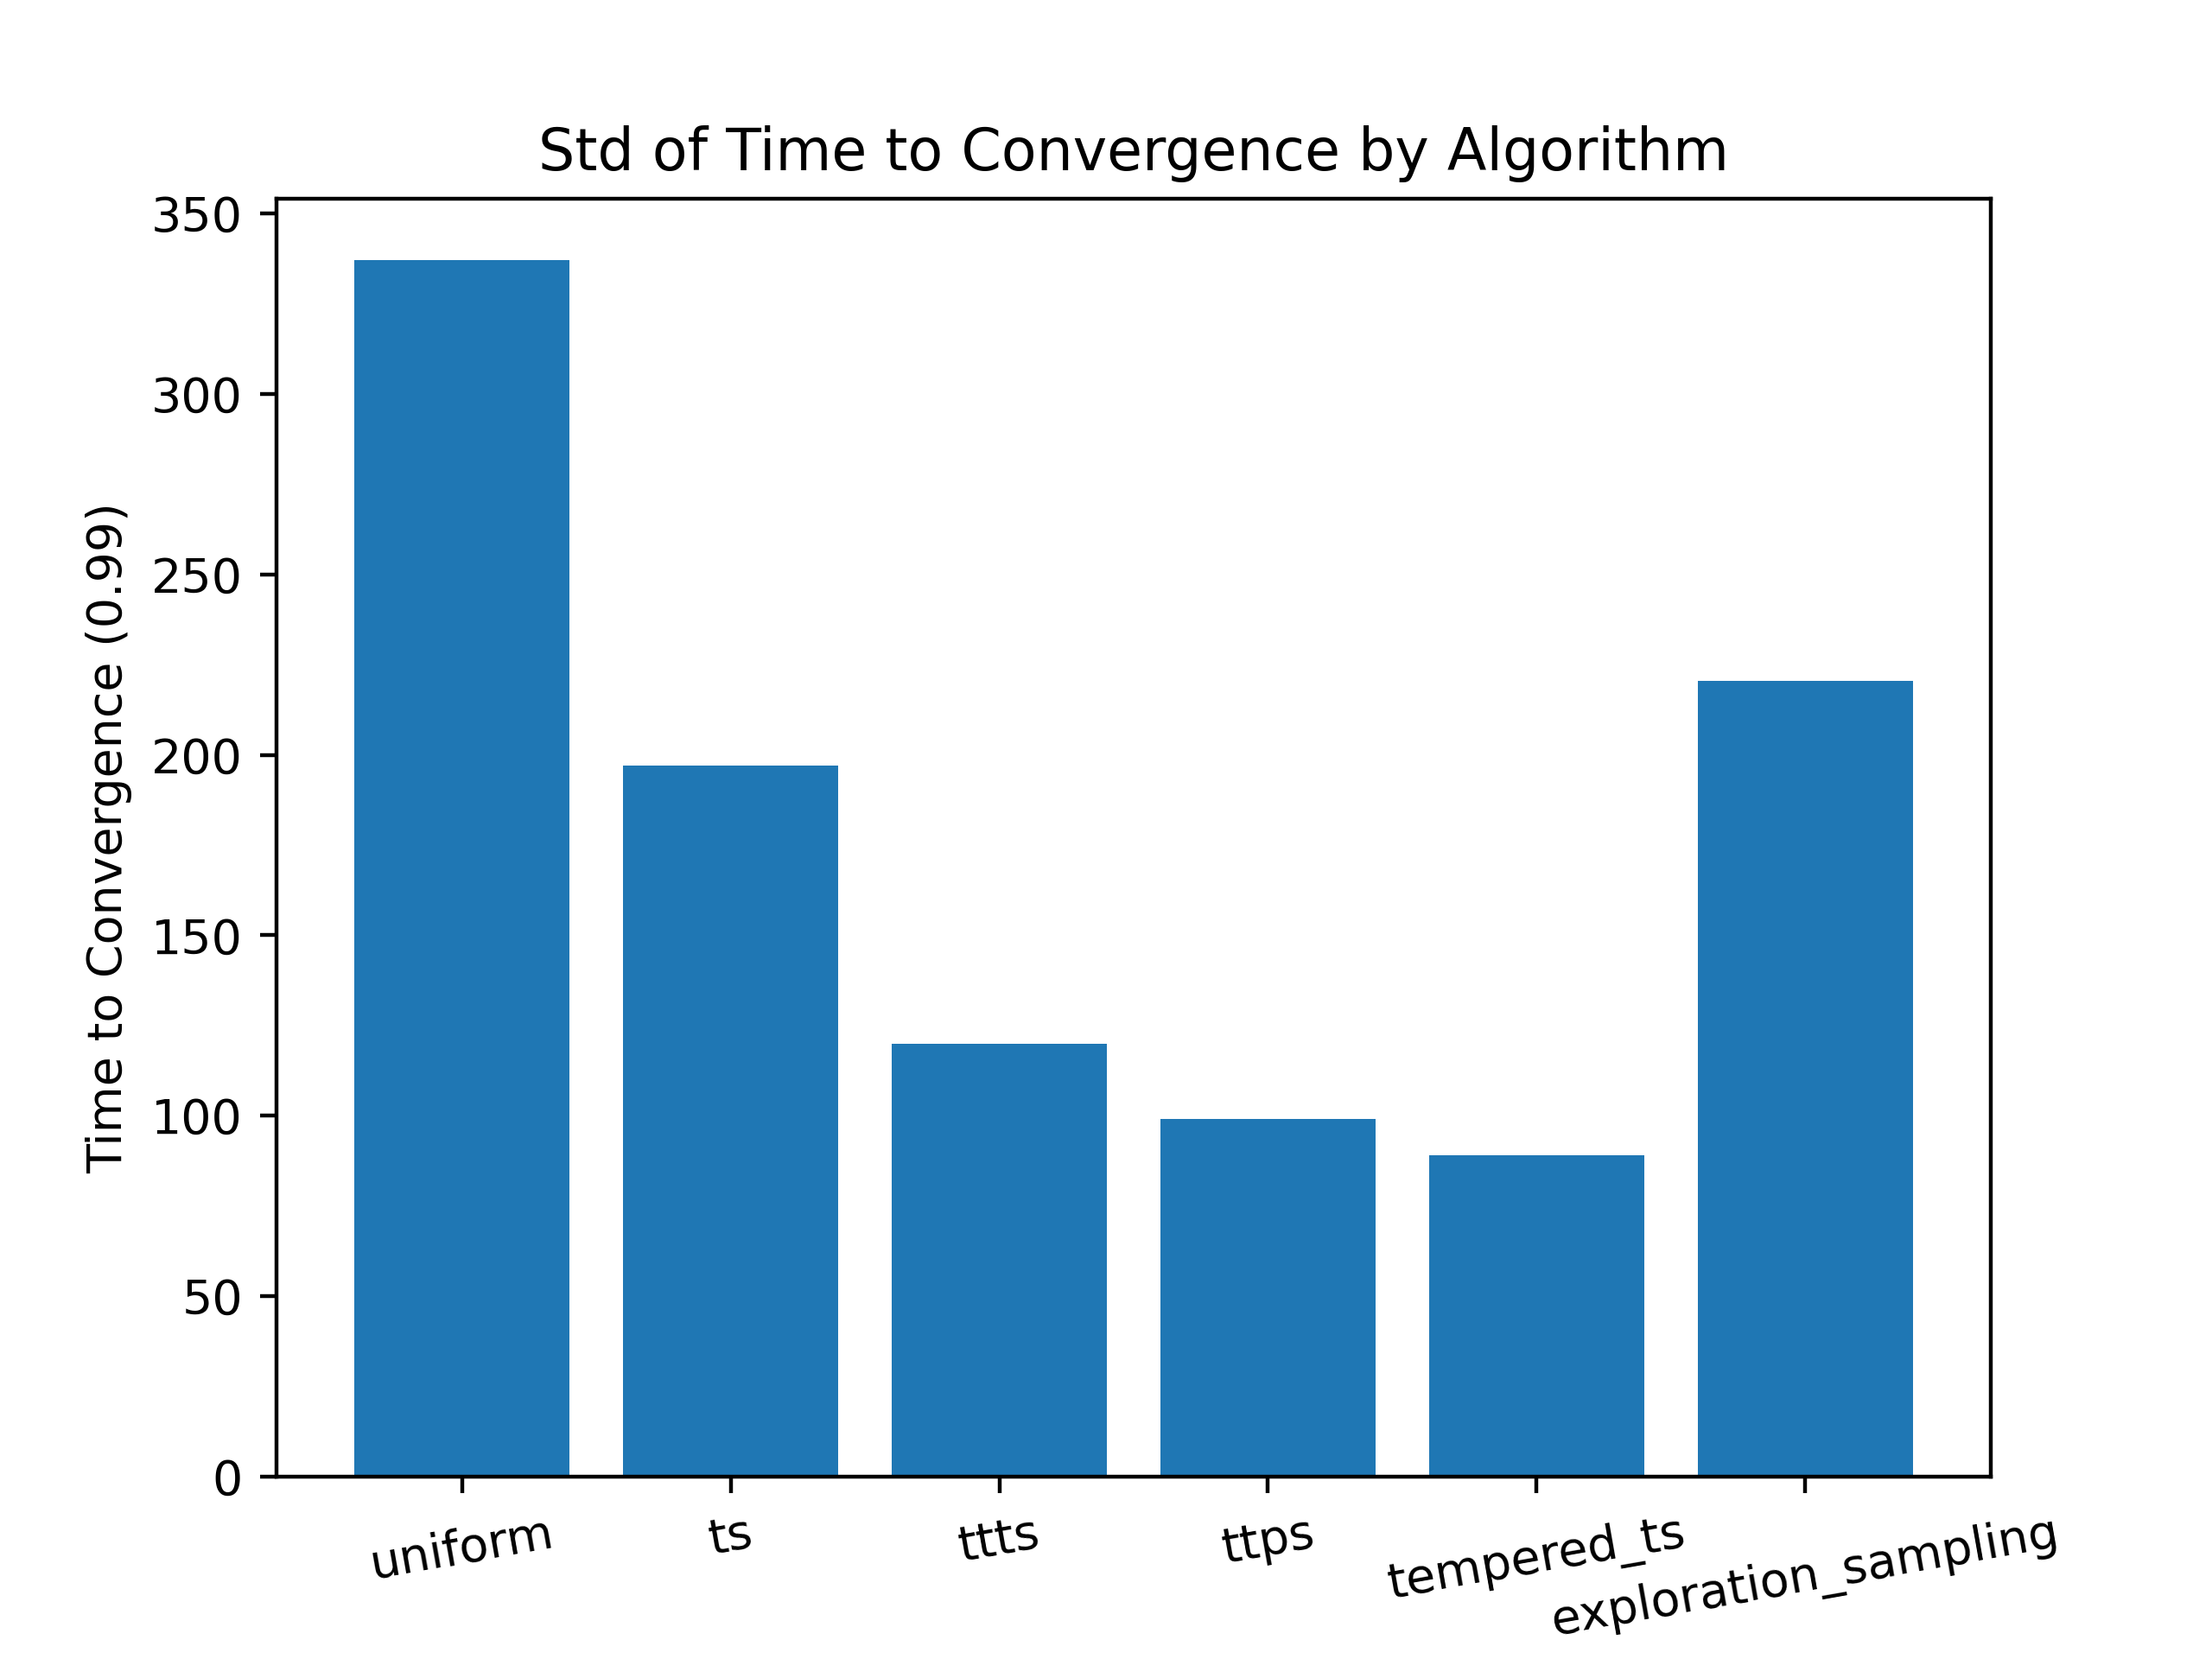 Std of Time to Convergence by Algorithm
Time to Convergence (0.99)
350
300
250
200
150
100
50
0
uniform
ts
ttts
ttps
tempered_ts
exploration_sampling